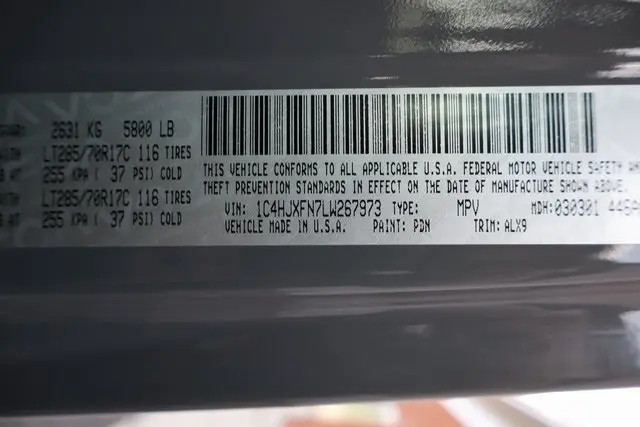 2631 KG 5800 LB
LT285/70R17C 116 TIRES
255 KPA ( 37 PSI) COLD
LT285/70R17C 116 TIRES
255 KPA ( 37 PSI) COLD
THIS VEHICLE CONFORMS TO ALL APPLICABLE U.S.A. FEDERAL MOTOR VEHICLE SAFETY AN
THEFT PREVENTION STANDARDS IN EFFECT ON THE DATE OF MANUFACTURE SHOWN ABOVE.
VIN: 1C4HJXFN7LW267973 TYPE: MPV MDH:030301 446A
VEHICLE MADE IN U.S.A. PAINT: PDN TRIM: ALX9